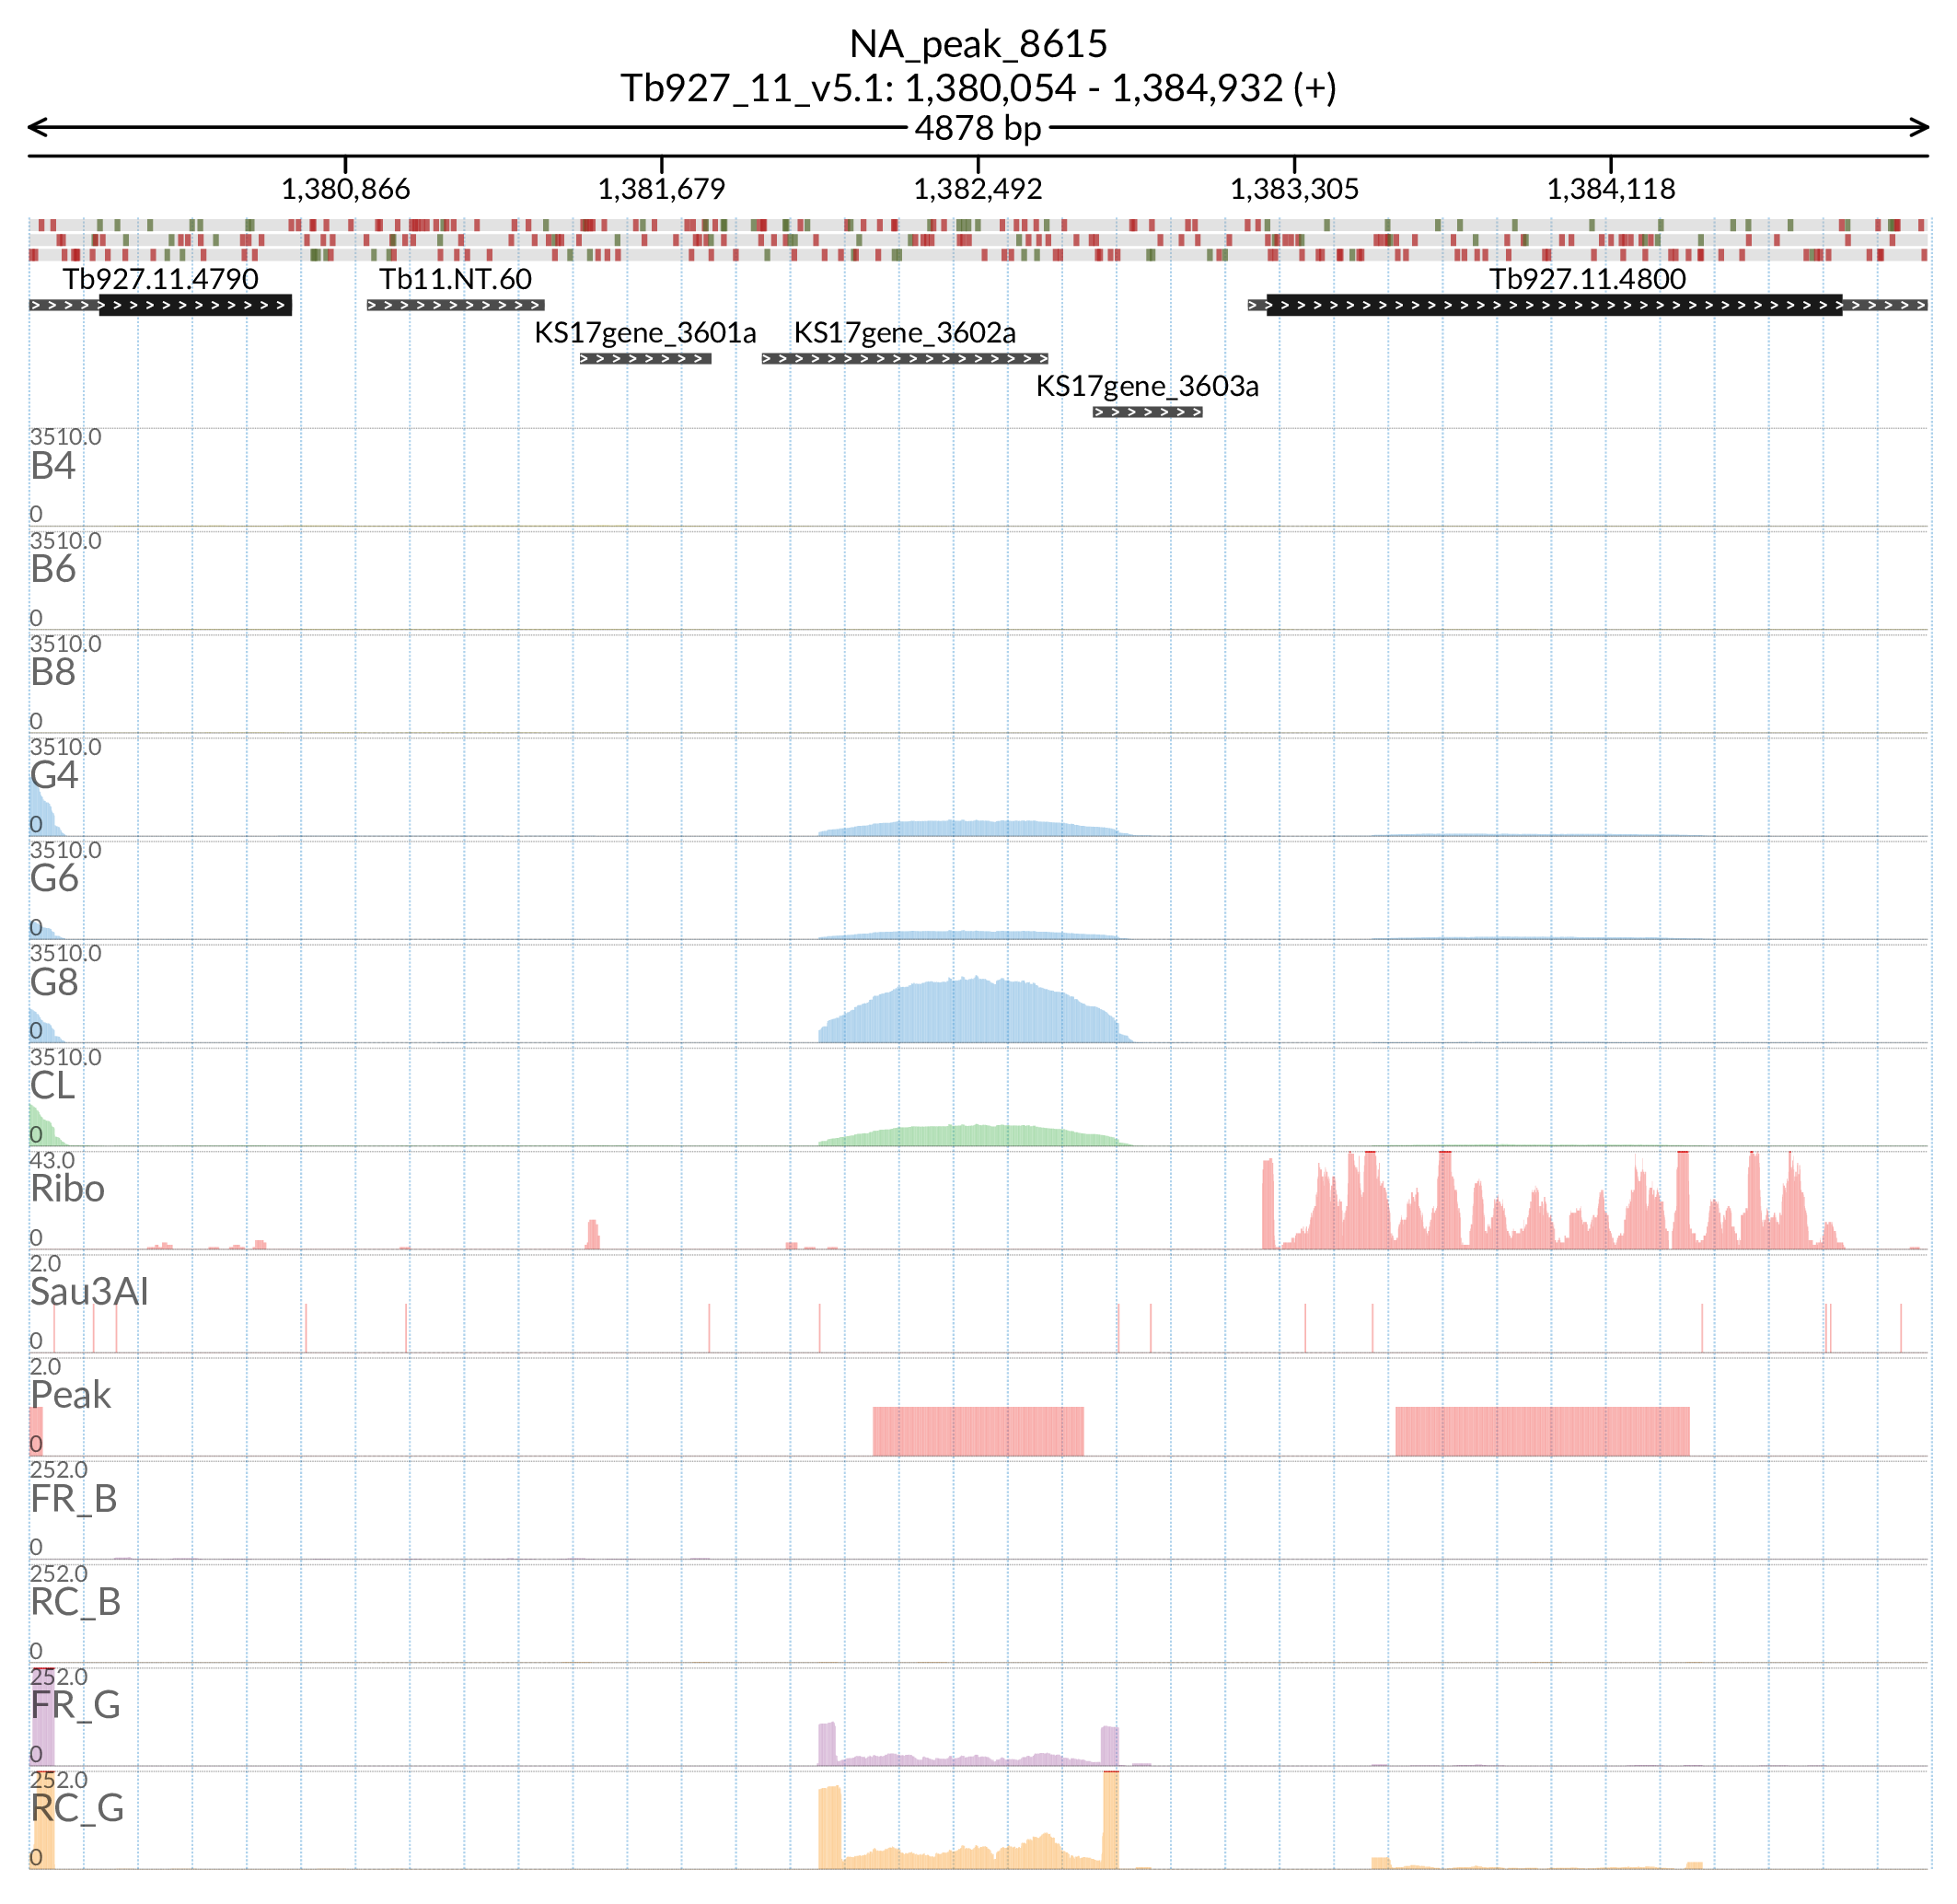 NA_peak_8615
Tb927_11_v5.1: 1,380,054 - 1,384,932 (+)
4878 bp
1,380,866 1,381,679 1,382,492 1,383,305 1,384,118
Tb927.11.4790 Tb11.NT.60 Tb927.11.4800
KS17gene_3601a KS17gene_3602a
KS17gene_3603a
3510.0
B4
0
3510.0
B6
0
3510.0
B8
0
3510.0
G4
0
3510.0
G6
0
3510.0
G8
0
3510.0
CL
0
43.0
Ribo
0
2.0
Sau3AI
0
2.0
Peak
0
252.0
FR_B
0
252.0
RC_B
0
252.0
FR_G
0
252.0
RC_G
0